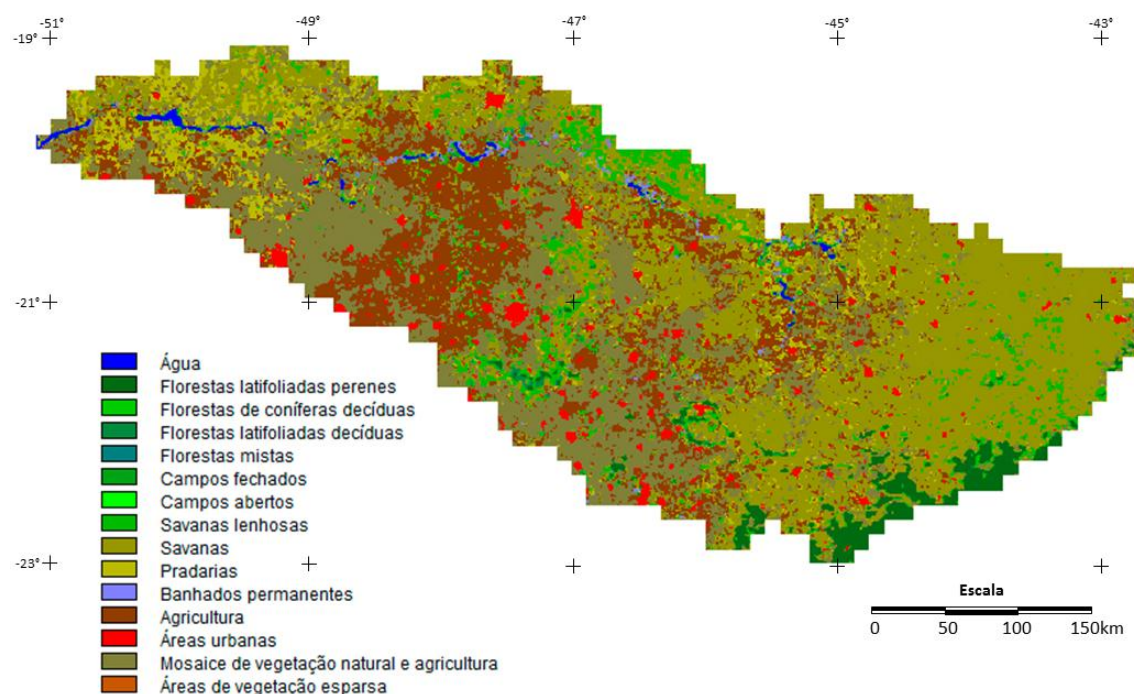 -51° -49° -47° -45° -43°
-19°
-21°
Água
Florestas latifoliadas perenes
Florestas de coníferas decíduas
Florestas latifoliadas decíduas
Florestas mistas
Campos fechados
Campos abertos
Savanas lenhosas
Savanas
Pradarias
Banhados permanentes
Agricultura
Áreas urbanas
Mosaice de vegetação natural e agricultura
Áreas de vegetação esparsa
-23°
Escala
0 50 100 150km